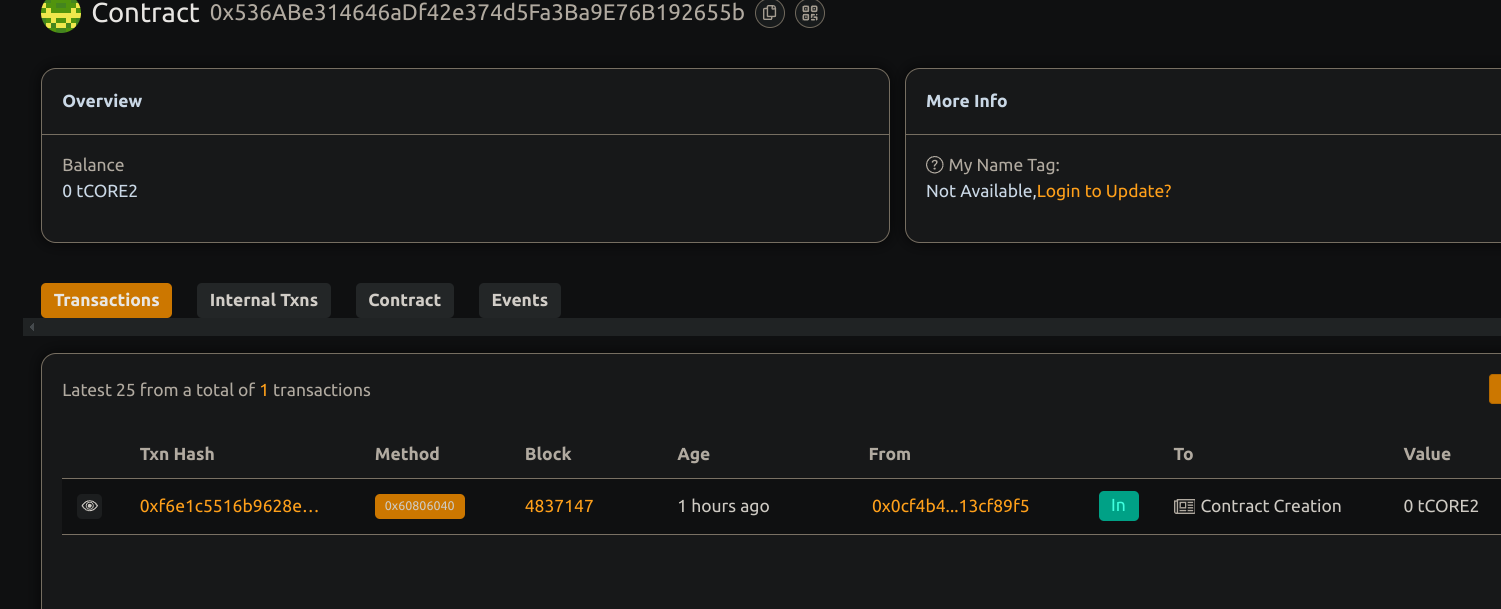 Contract 0x536ABe314646aDf42e374d5Fa3Ba9E76B192655b
Overview
Balance
0 tCORE2
More Info
My Name Tag:
Not Available,Login to Update?
Transactions Internal Txns Contract Events
Latest 25 from a total of 1 transactions
Txn Hash Method Block Age From To Value
0xf6e1c5516b9628e... 0x60806040 4837147 1 hours ago 0x0cf4b4...13cf89f5 In Contract Creation 0 tCORE2